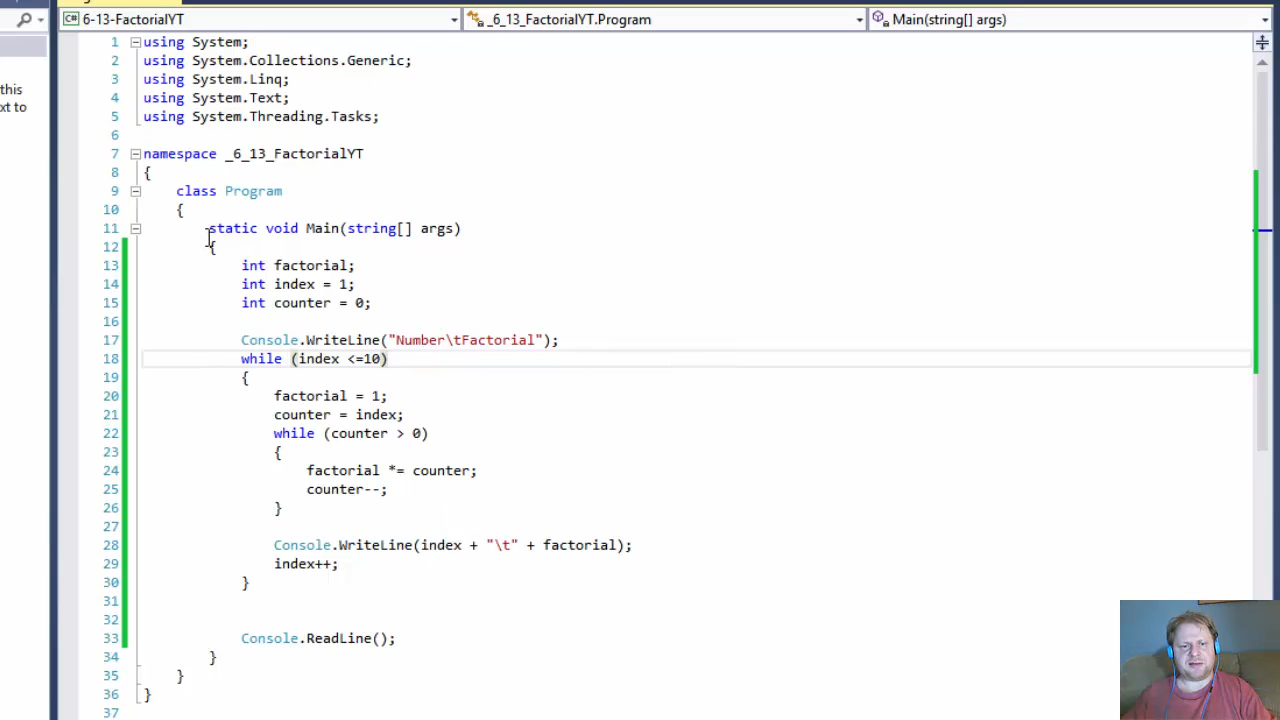 6-13-FactorialYT
_6_13_FactorialYT.Program
Main(string[] args)
this
xt to
1 using System;
2 using System.Collections.Generic;
3 using System.Linq;
4 using System.Text;
5 using System.Threading.Tasks;
6
7 namespace _6_13_FactorialYT
8 {
9 class Program
10 {
11 static void Main(string[] args)
12 {
13 int factorial;
14 int index = 1;
15 int counter = 0;
16
17 Console.WriteLine("Number\tFactorial");
18 while (index <=10)
19 {
20 factorial = 1;
21 counter = index;
22 while (counter > 0)
23 {
24 factorial *= counter;
25 counter--;
26 }
27
28 Console.WriteLine(index + "\t" + factorial);
29 index++;
30 }
31
32
33 Console.ReadLine();
34 }
35 }
36 }
37